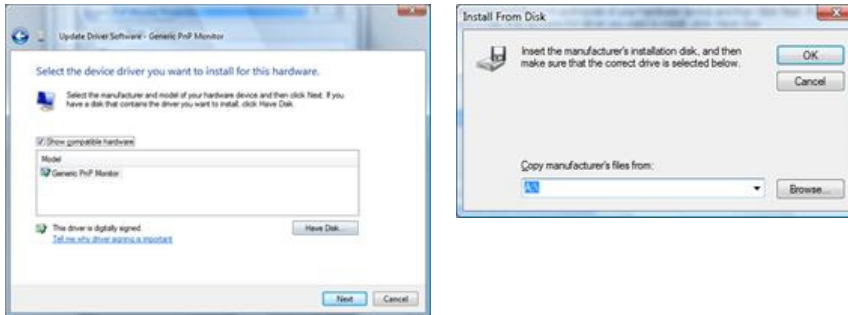 Update Driver Software - Generic PnP Monitor
Select the device driver you want to install for this hardware.
Select the manufacturer and model of your hardware device and then click Next. If you
have a disk that contains the driver you want to install, click Have Disk.
Show compatible hardware
Model
Generic PnP Monitor
This driver is digitally signed.
Tell me why driver signing is important
Have Disk...
Next
Cancel
Install From Disk
Insert the manufacturer's installation disk, and then
make sure that the correct drive is selected below.
OK
Cancel
Copy manufacturer's files from:
A:\
Browse...